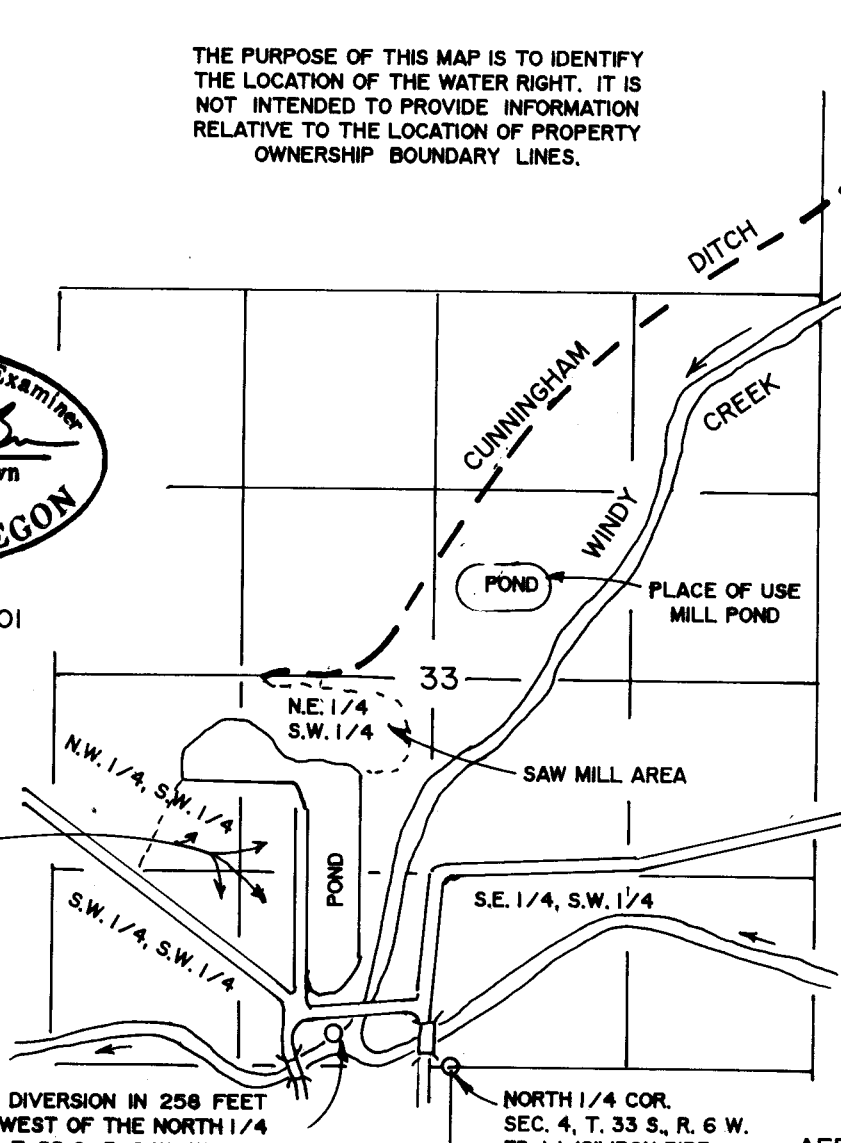 THE PURPOSE OF THIS MAP IS TO IDENTIFY
THE LOCATION OF THE WATER RIGHT. IT IS
NOT INTENDED TO PROVIDE INFORMATION
RELATIVE TO THE LOCATION OF PROPERTY
OWNERSHIP BOUNDARY LINES.
DITCH
CUNNINGHAM
CREEK
WINDY
Examiner
EGON
01
POND
PLACE OF USE
MILL POND
33
N.E. 1/4
S.W. 1/4
SAW MILL AREA
N.W. 1/4, S.W. 1/4
POND
S.E. 1/4, S.W. 1/4
S.W. 1/4, S.W. 1/4
DIVERSION IN 258 FEET
WEST OF THE NORTH 1/4
NORTH 1/4 COR.
SEC. 4, T. 33 S., R. 6 W.